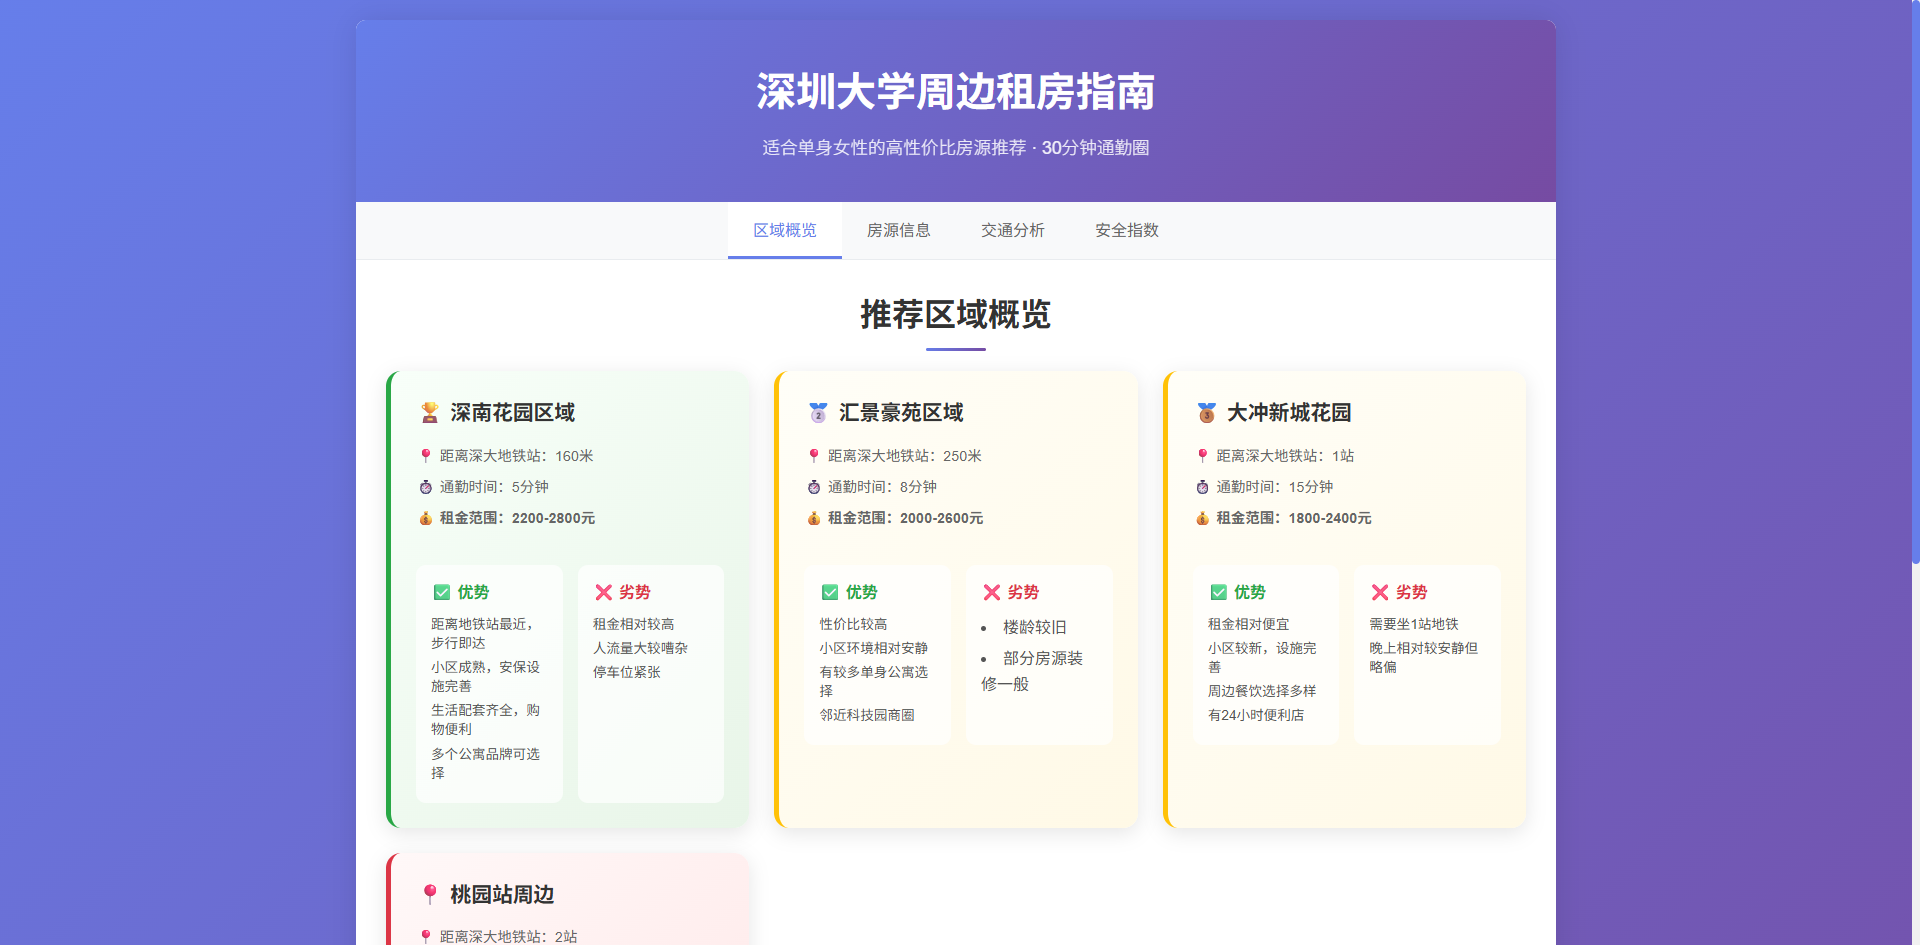 深圳大学周边租房指南
适合单身女性的高性价比房源推荐 · 30分钟通勤圈
区域概览 房源信息 交通分析 安全指数
推荐区域概览
🏆 深南花园区域
📍 距离深大地铁站：160米
⏱ 通勤时间：5分钟
💰 租金范围：2200-2800元
✅ 优势
距离地铁站最近，
步行即达
小区成熟，安保设
施完善
生活配套齐全，购
物便利
多个公寓品牌可选
择
❌ 劣势
租金相对较高
人流量大较嘈杂
停车位紧张
🥈 汇景豪苑区域
📍 距离深大地铁站：250米
⏱ 通勤时间：8分钟
💰 租金范围：2000-2600元
✅ 优势
性价比较高
小区环境相对安静
有较多单身公寓选
择
邻近科技园商圈
❌ 劣势
• 楼龄较旧
• 部分房源装
修一般
🥉 大冲新城花园
📍 距离深大地铁站：1站
⏱ 通勤时间：15分钟
💰 租金范围：1800-2400元
✅ 优势
租金相对便宜
小区较新，设施完
善
周边餐饮选择多样
有24小时便利店
❌ 劣势
需要坐1站地铁
晚上相对较安静但
略偏
📍 桃园站周边
📍 距离深大地铁站：2站